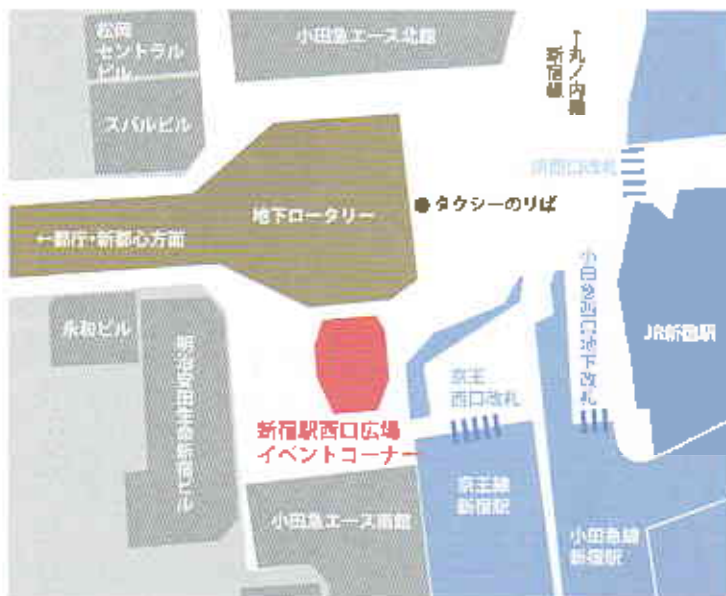 松岡
セントラル
ビル
小田急エース北館
←丸ノ内線
新宿駅
スバルビル
JR西口改札
地下ロータリー
●タクシーのりば
←都庁・新都心方面
小田急西口地下改札
永和ビル
JR新宿駅
明治安田生命新宿ビル
京王
西口改札
新宿駅西口広場
イベントコーナー
京王線
新宿駅
小田急エース南館
小田急線
新宿駅